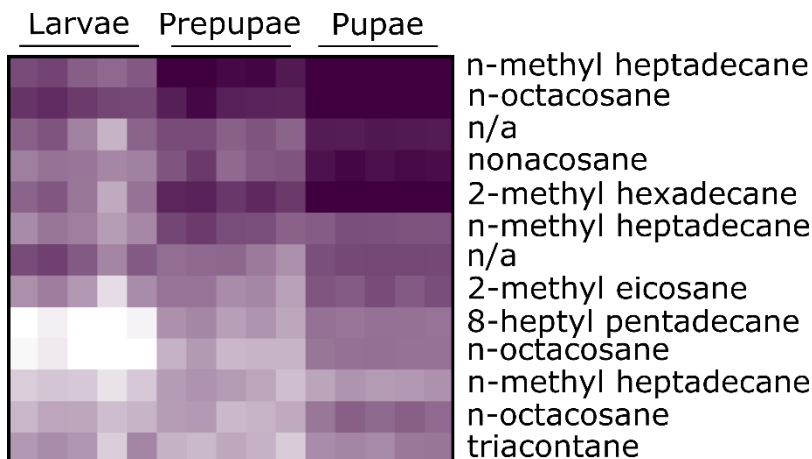 Larvae Prepupae Pupae
n-methyl heptadecane
n-octacosane
n/a
nonacosane
2-methyl hexadecane
n-methyl heptadecane
n/a
2-methyl eicosane
8-heptyl pentadecane
n-octacosane
n-methyl heptadecane
n-octacosane
triacontane